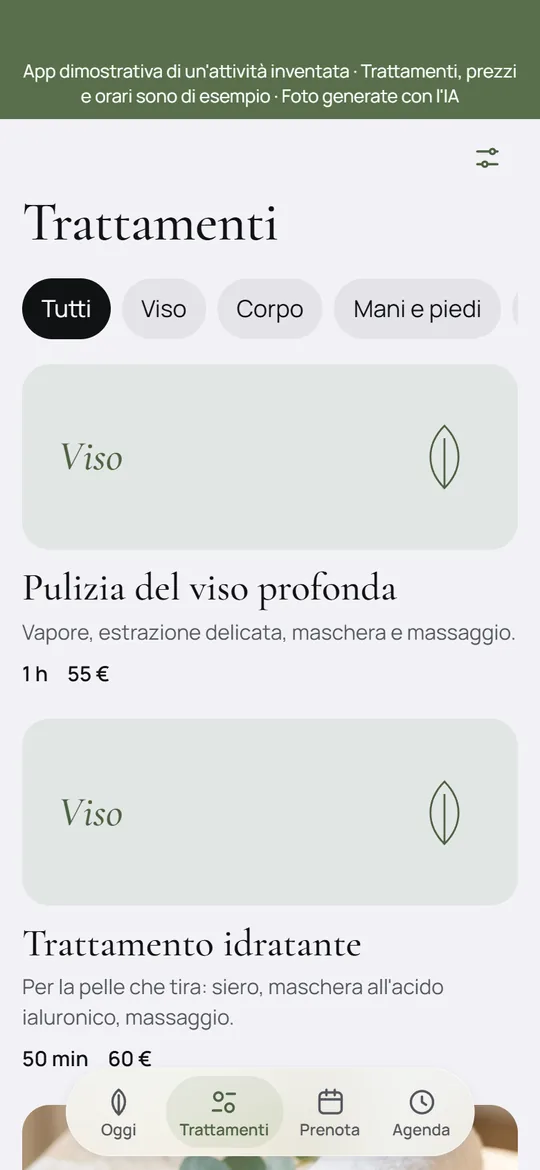 App dimostrativa di un'attività inventata · Trattamenti, prezzi
e orari sono di esempio · Foto generate con l'IA
Trattamenti
Tutti
Viso
Corpo
Mani e piedi
Viso
Pulizia del viso profonda
Vapore, estrazione delicata, maschera e massaggio.
1 h 55 €
Viso
Trattamento idratante
Per la pelle che tira: siero, maschera all'acido
ialuronico, massaggio.
50 min 60 €
Oggi
Trattamenti
Prenota
Agenda